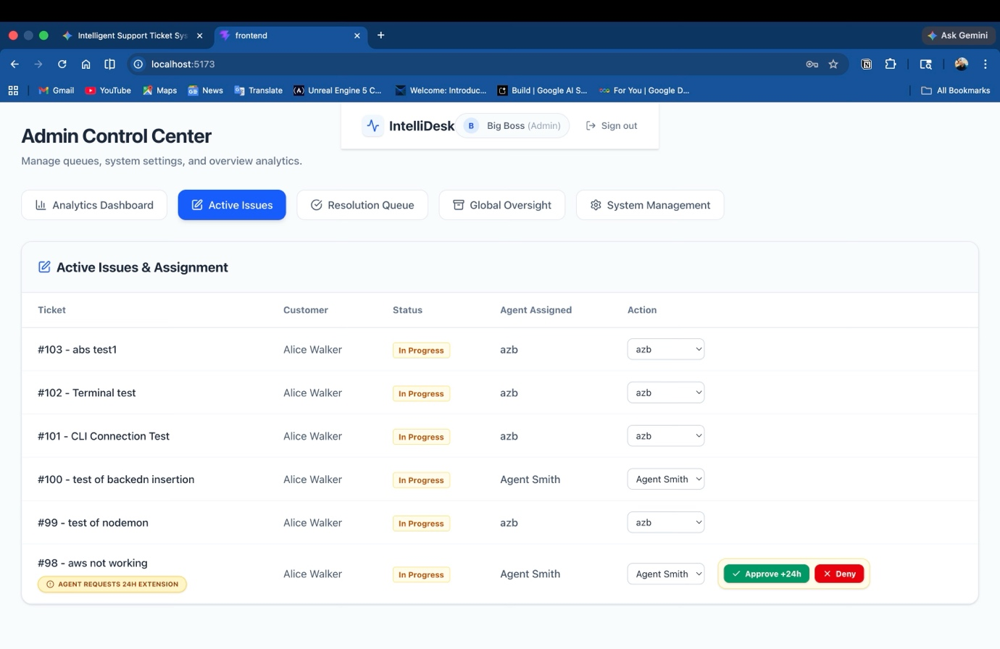 Intelligent Support Ticket Sys
frontend
Ask Gemini
localhost:5173
Gmail
YouTube
Maps
News
Translate
Unreal Engine 5 C...
Welcome: Introduc...
Build | Google AI S...
For You | Google D...
All Bookmarks
Admin Control Center
Manage queues, system settings, and overview analytics.
IntelliDesk
B Big Boss (Admin)
Sign out
Analytics Dashboard
Active Issues
Resolution Queue
Global Oversight
System Management
Active Issues & Assignment
Ticket Customer Status Agent Assigned Action
#103 - abs test1 Alice Walker In Progress azb azb
#102 - Terminal test Alice Walker In Progress azb azb
#101 - CLI Connection Test Alice Walker In Progress azb azb
#100 - test of backedn insertion Alice Walker In Progress Agent Smith Agent Smith
#99 - test of nodemon Alice Walker In Progress azb azb
#98 - aws not working Alice Walker In Progress Agent Smith Agent Smith Approve +24h Deny
AGENT REQUESTS 24H EXTENSION